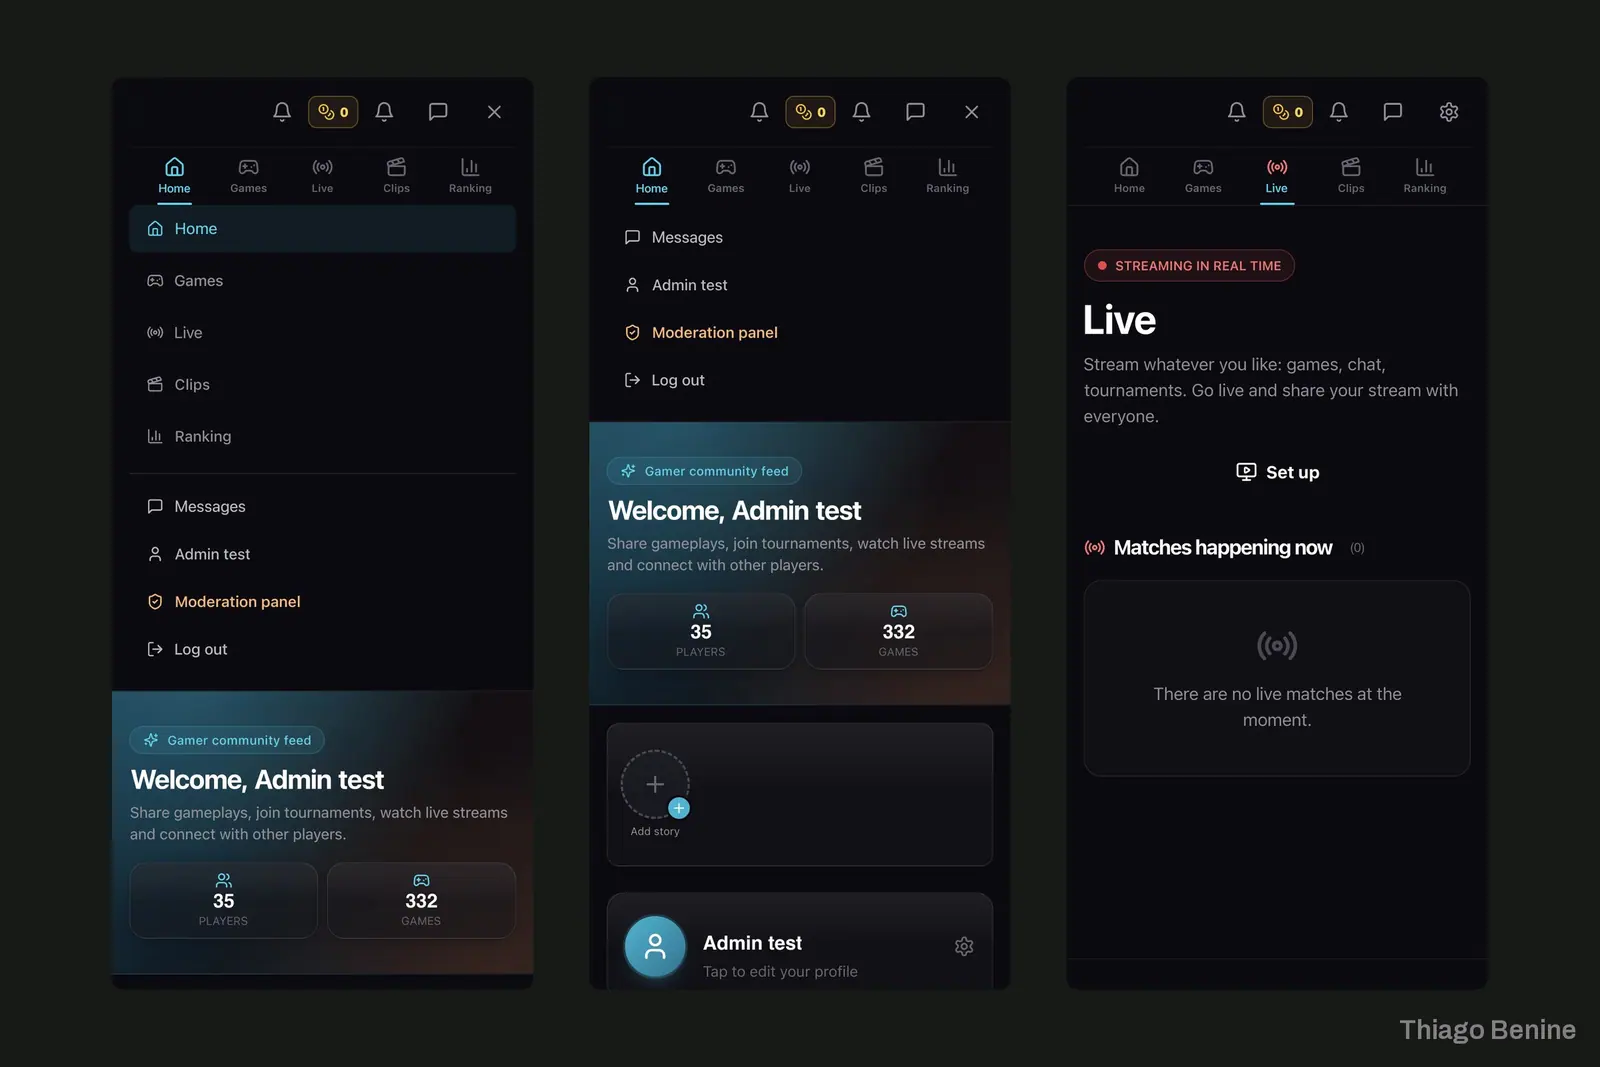 0
Home
Games
Live
Clips
Ranking
Home
Games
Live
Clips
Ranking
Messages
Admin test
Moderation panel
Log out
Gamer community feed
Welcome, Admin test
Share gameplays, join tournaments, watch live streams
and connect with other players.
35
PLAYERS
332
GAMES
0
Home
Games
Live
Clips
Ranking
Messages
Admin test
Moderation panel
Log out
Gamer community feed
Welcome, Admin test
Share gameplays, join tournaments, watch live streams
and connect with other players.
35
PLAYERS
332
GAMES
Add story
Admin test
Tap to edit your profile
0
Home
Games
Live
Clips
Ranking
STREAMING IN REAL TIME
Live
Stream whatever you like: games, chat,
tournaments. Go live and share your stream with
everyone.
Set up
Matches happening now (0)
There are no live matches at the
moment.
Thiago Benine